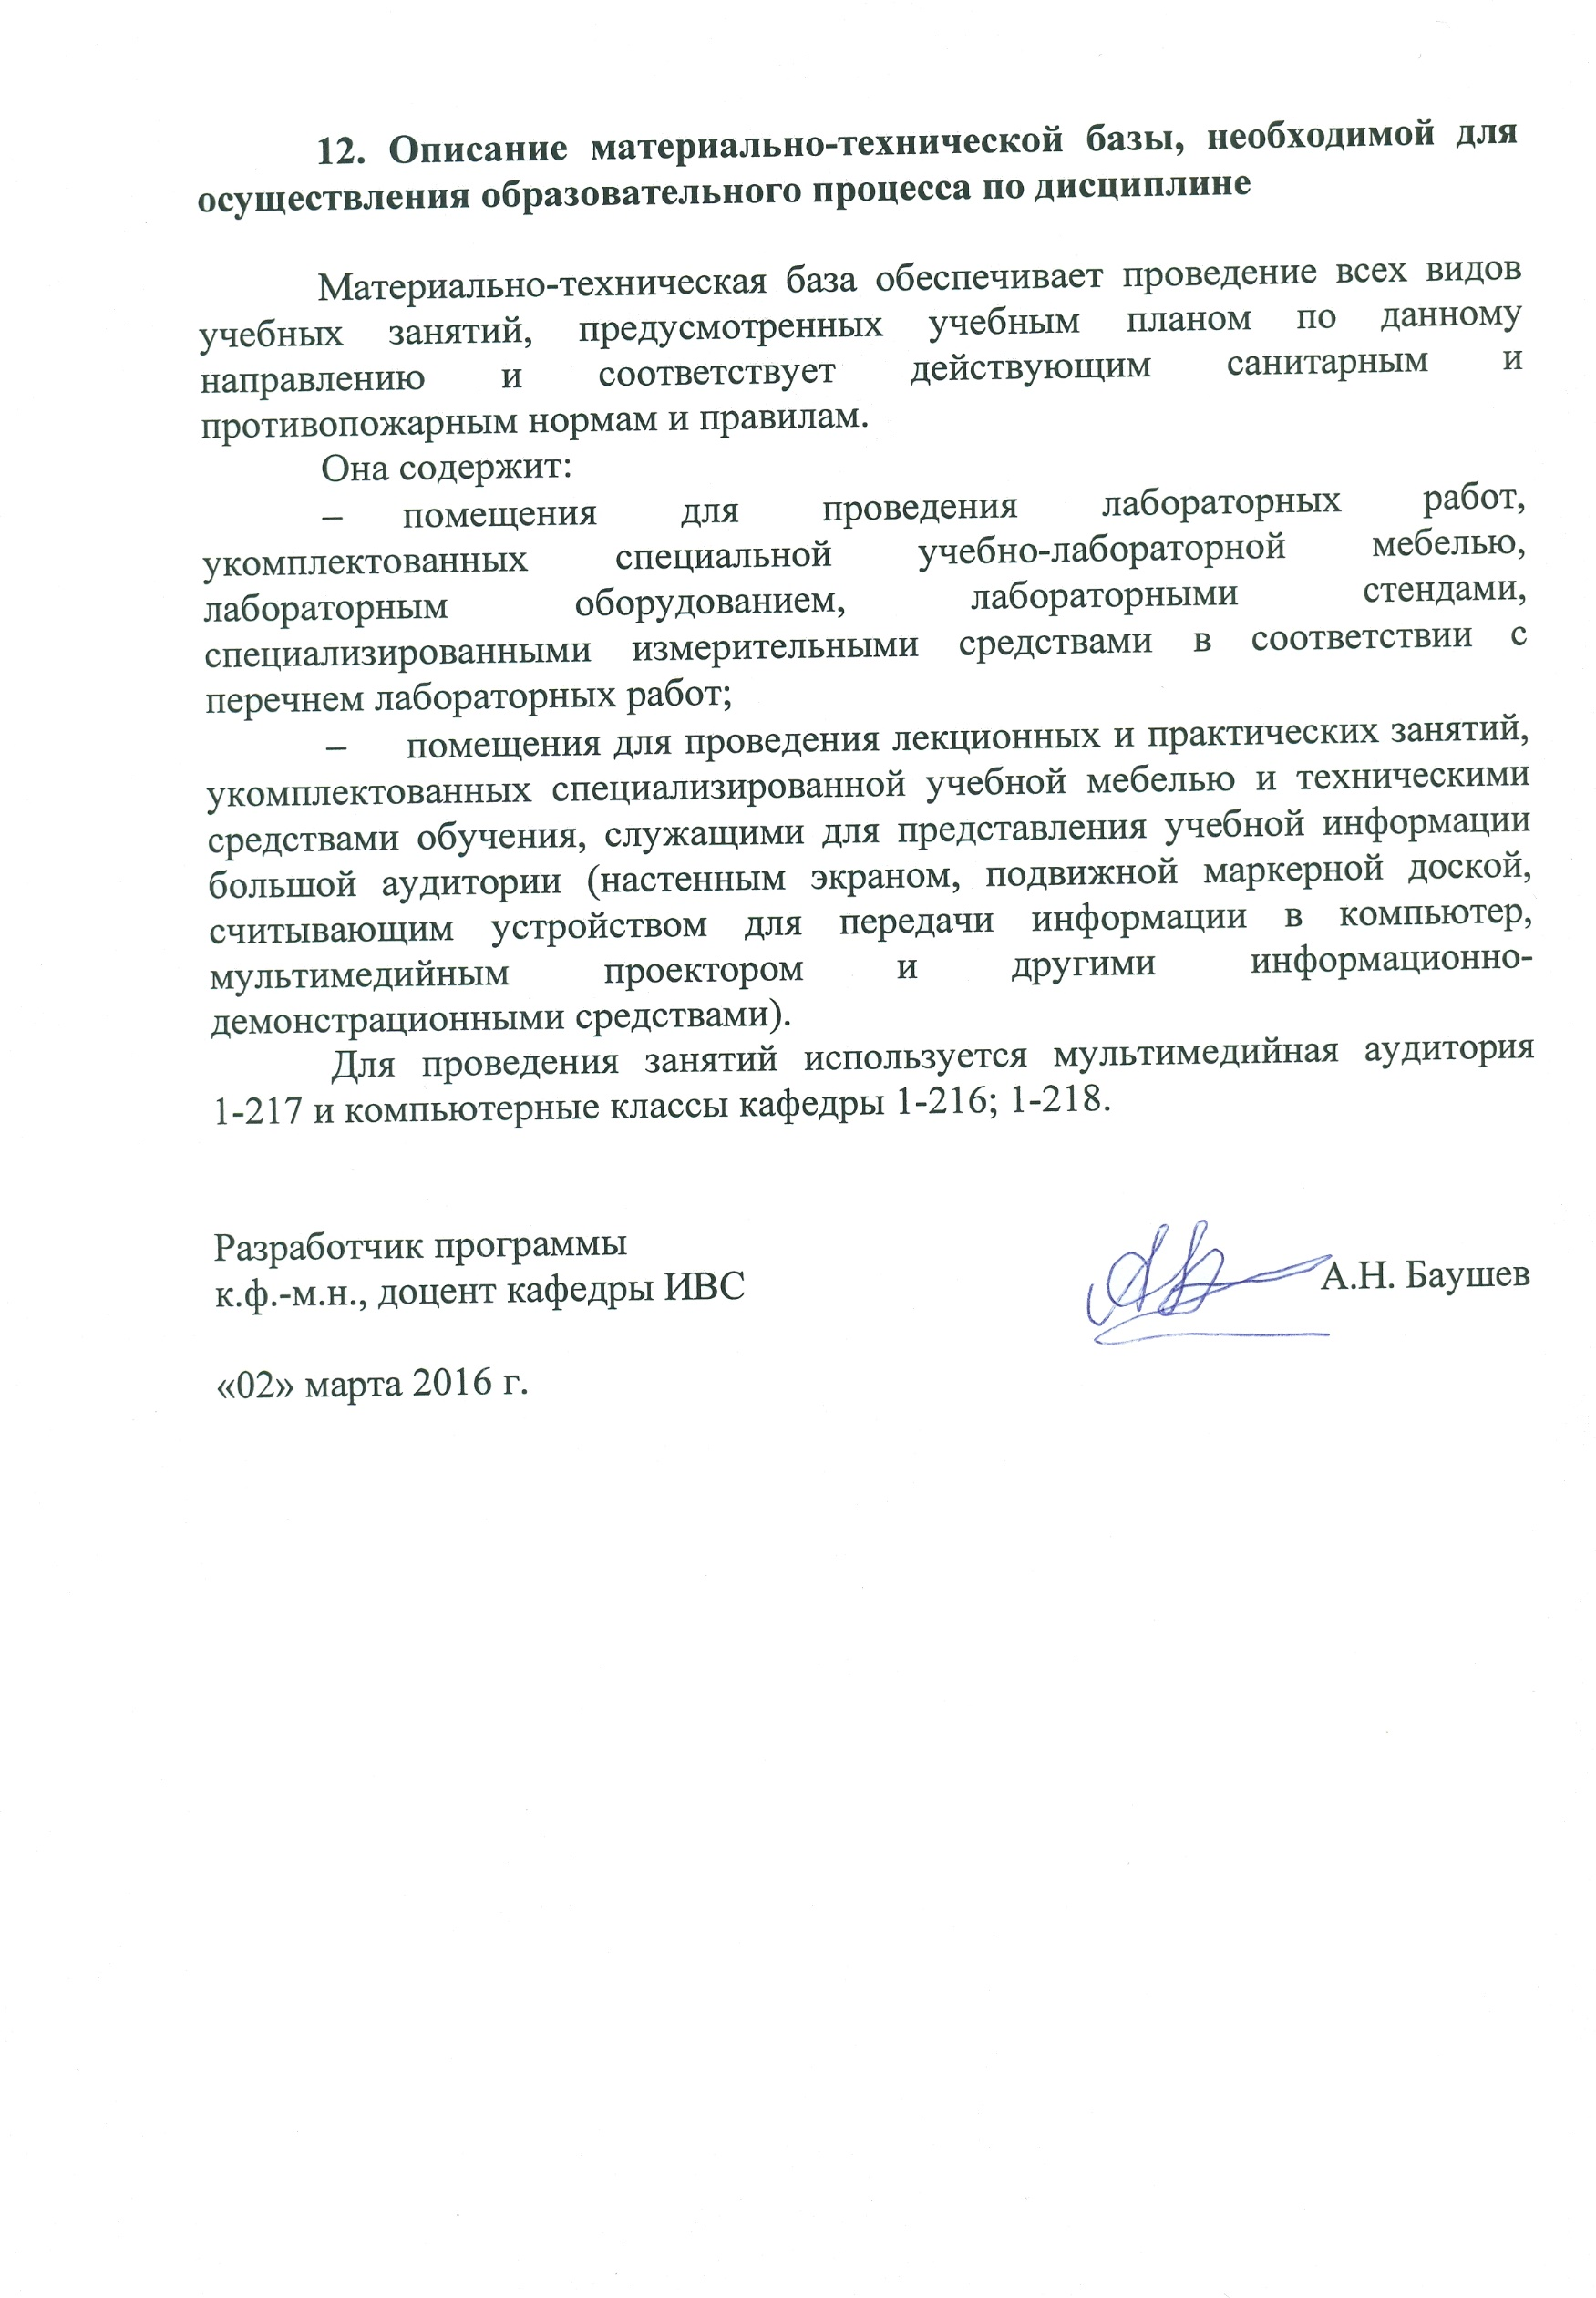 12. Описание материально-технической базы, необходимой для
осуществления образовательного процесса по дисциплине
Материально-техническая база обеспечивает проведение всех видов
учебных занятий, предусмотренных учебным планом по данному
направлению и соответствует действующим санитарным и
противопожарным нормам и правилам.
Она содержит:
– помещения для проведения лабораторных работ,
укомплектованных специальной учебно-лабораторной мебелью,
лабораторным оборудованием, лабораторными стендами,
специализированными измерительными средствами в соответствии с
перечнем лабораторных работ;
– помещения для проведения лекционных и практических занятий,
укомплектованных специализированной учебной мебелью и техническими
средствами обучения, служащими для представления учебной информации
большой аудитории (настенным экраном, подвижной маркерной доской,
считывающим устройством для передачи информации в компьютер,
мультимедийным проектором и другими информационно-
демонстрационными средствами).
Для проведения занятий используется мультимедийная аудитория
1-217 и компьютерные классы кафедры 1-216; 1-218.
Разработчик программы
к.ф.-м.н., доцент кафедры ИВС А.Н. Баушев
«02» марта 2016 г.